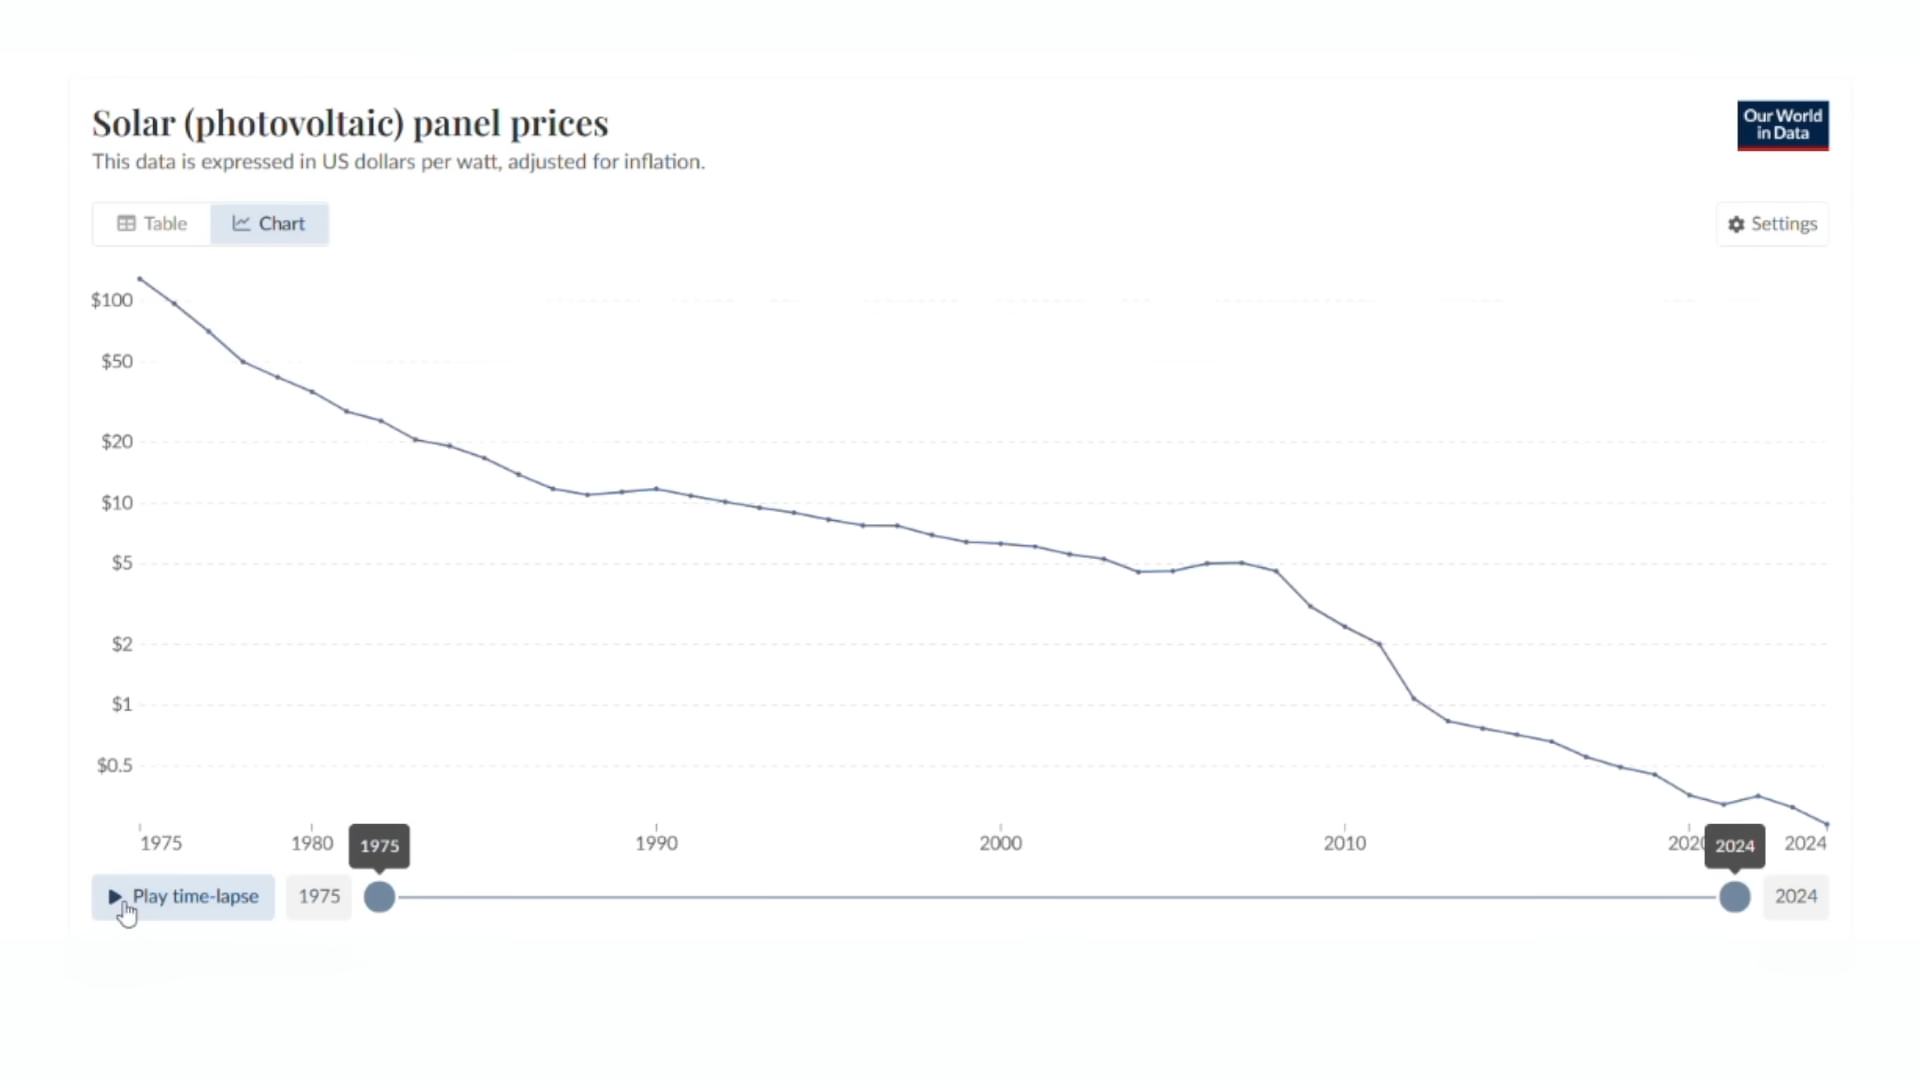 Solar (photovoltaic) panel prices
This data is expressed in US dollars per watt, adjusted for inflation.
Our World
in Data
Table
Chart
Settings
$100
$50
$20
$10
$5
$2
$1
$0.5
1975
1980
1990
2000
2010
2024
1975
2024
Play time-lapse
1975
2024